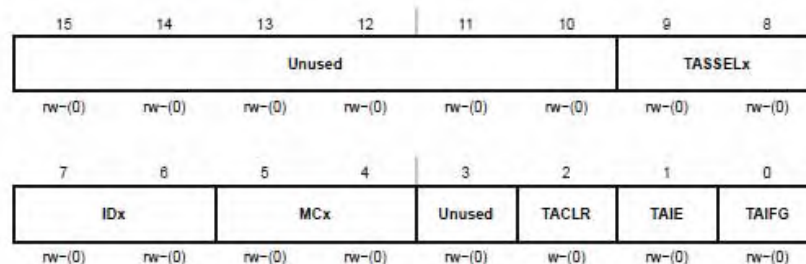 15 14 13 12 11 10 9 8
Unused TASSELx
rw-(0) rw-(0) rw-(0) rw-(0) rw-(0) rw-(0) rw-(0) rw-(0)
7 6 5 4 3 2 1 0
IDx MCx Unused TACLR TAIE TAIFG
rw-(0) rw-(0) rw-(0) rw-(0) rw-(0) w-(0) rw-(0) rw-(0)